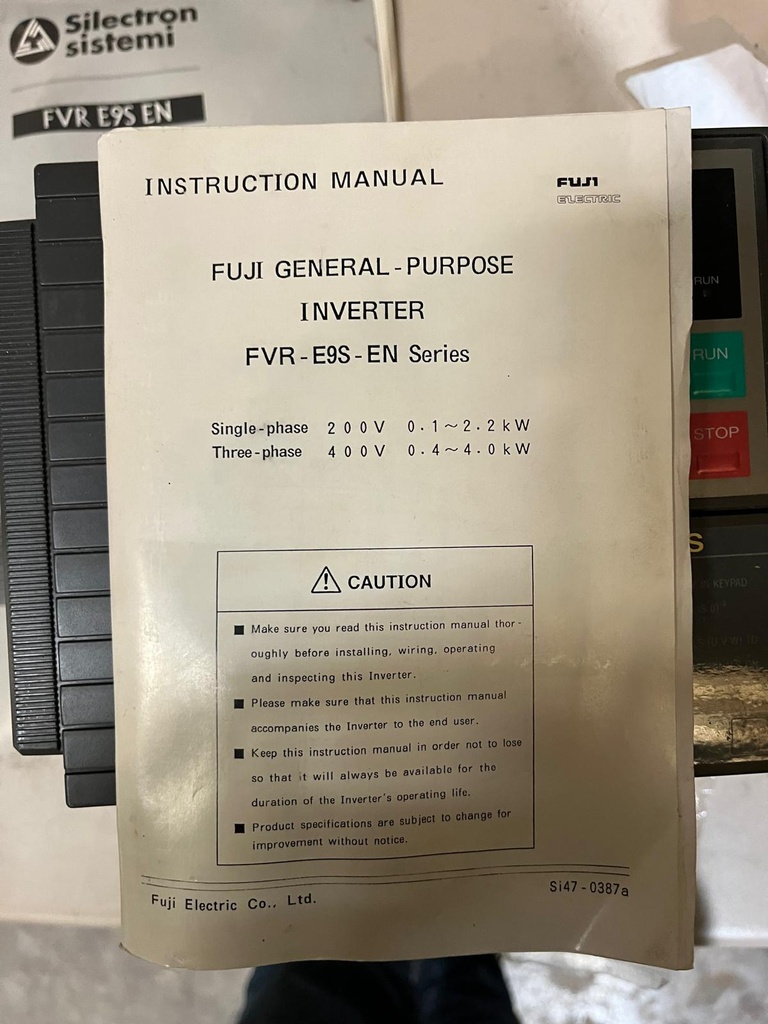 Silectron
sistemi
FVR E9S EN
INSTRUCTION MANUAL
FUJI
ELECTRIC
FUJI GENERAL-PURPOSE
INVERTER
FVR-E9S-EN Series
Single-phase 200V 0.1~2.2kW
Three-phase 400V 0.4~4.0kW
CAUTION
■ Make sure you read this instruction manual thor-
oughly before installing, wiring, operating
and inspecting this Inverter.
■ Please make sure that this instruction manual
accompanies the Inverter to the end user.
■ Keep this instruction manual in order not to lose
so that it will always be available for the
duration of the Inverter's operating life.
■ Product specifications are subject to change for
improvement without notice.
Fuji Electric Co., Ltd.
Si47-0387a
RUN
RUN
STOP
S
KEYPAD